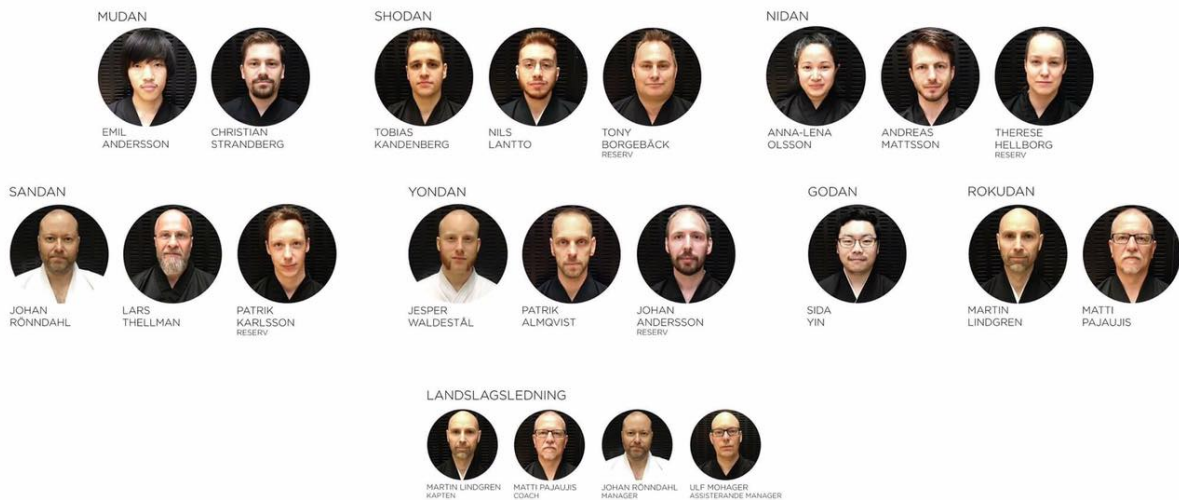 MUDAN
EMIL
ANDERSSON
CHRISTIAN
STRANDBERG
SHODAN
TOBIAS
KANDENBERG
NILS
LANTTO
TONY
BORGEBÄCK
RESERV
NIDAN
ANNA-LENA
OLSSON
ANDREAS
MATTSSON
THERESE
HELLBORG
RESERV
SANDAN
JOHAN
RÖNNDAHL
LARS
THELLMAN
PATRIK
KARLSSON
RESERV
YONDAN
JESPER
WALDESTÅL
PATRIK
ALMQVIST
JOHAN
ANDERSSON
RESERV
GODAN
SIDA
YIN
ROKUDAN
MARTIN
LINDGREN
MATTI
PAJAUJIS
LANDSLAGSLEDNING
MARTIN LINDGREN
KAPTEN
MATTI PAJAUJIS
COACH
JOHAN RÖNNDAHL
MANAGER
ULF MOHAGER
ASSISTERANDE MANAGER